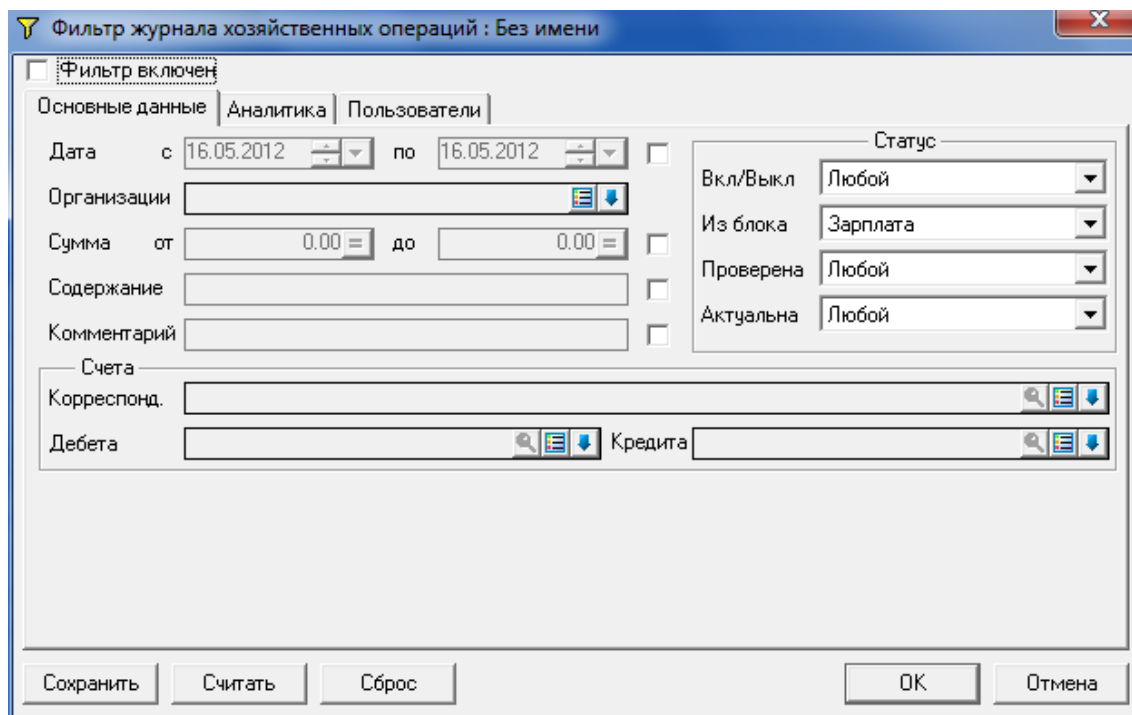 Фильтр журнала хозяйственных операций : Без имени
Фильтр включен
Основные данные Аналитика Пользователи
Дата с 16.05.2012 по 16.05.2012
Организации
Сумма от 0.00 = до 0.00 =
Содержание
Комментарий
Статус
Вкл/Выкл Любой
Из блока Зарплата
Проверена Любой
Актуальна Любой
Счета
Корреспонд.
Дебета Кредита
Сохранить Считать Сброс OK Отмена